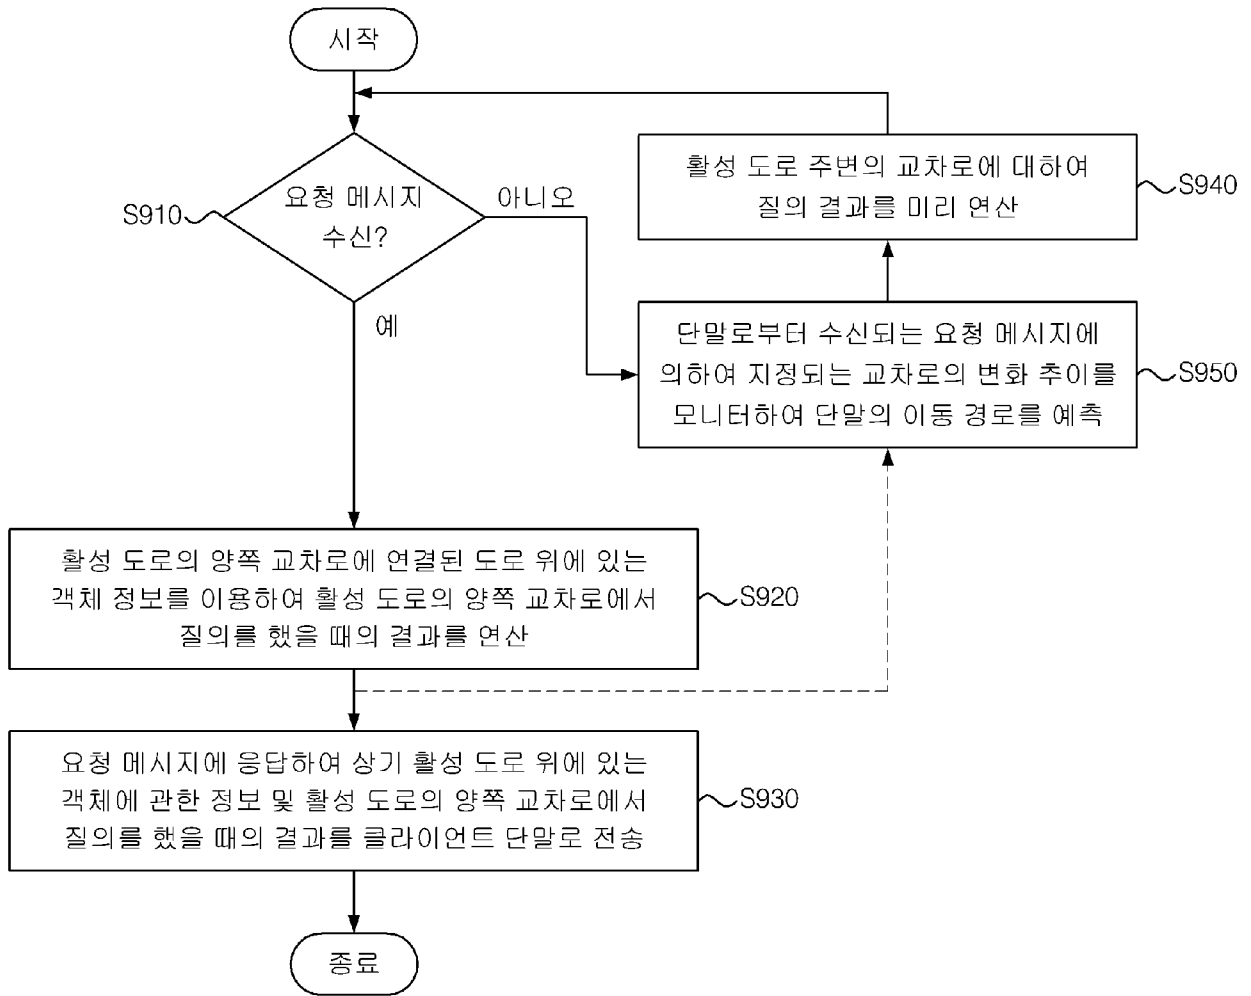 시작
요청 메시지
수신?
S910
아니오
예
활성 도로 주변의 교차로에 대하여
질의 결과를 미리 연산
S940
단말로부터 수신되는 요청 메시지에
의하여 지정되는 교차로의 변화 추이를
모니터하여 단말의 이동 경로를 예측
S950
활성 도로의 양쪽 교차로에 연결된 도로 위에 있는
객체 정보를 이용하여 활성 도로의 양쪽 교차로에서
질의를 했을 때의 결과를 연산
S920
요청 메시지에 응답하여 상기 활성 도로 위에 있는
객체에 관한 정보 및 활성 도로의 양쪽 교차로에서
질의를 했을 때의 결과를 클라이언트 단말로 전송
S930
종료